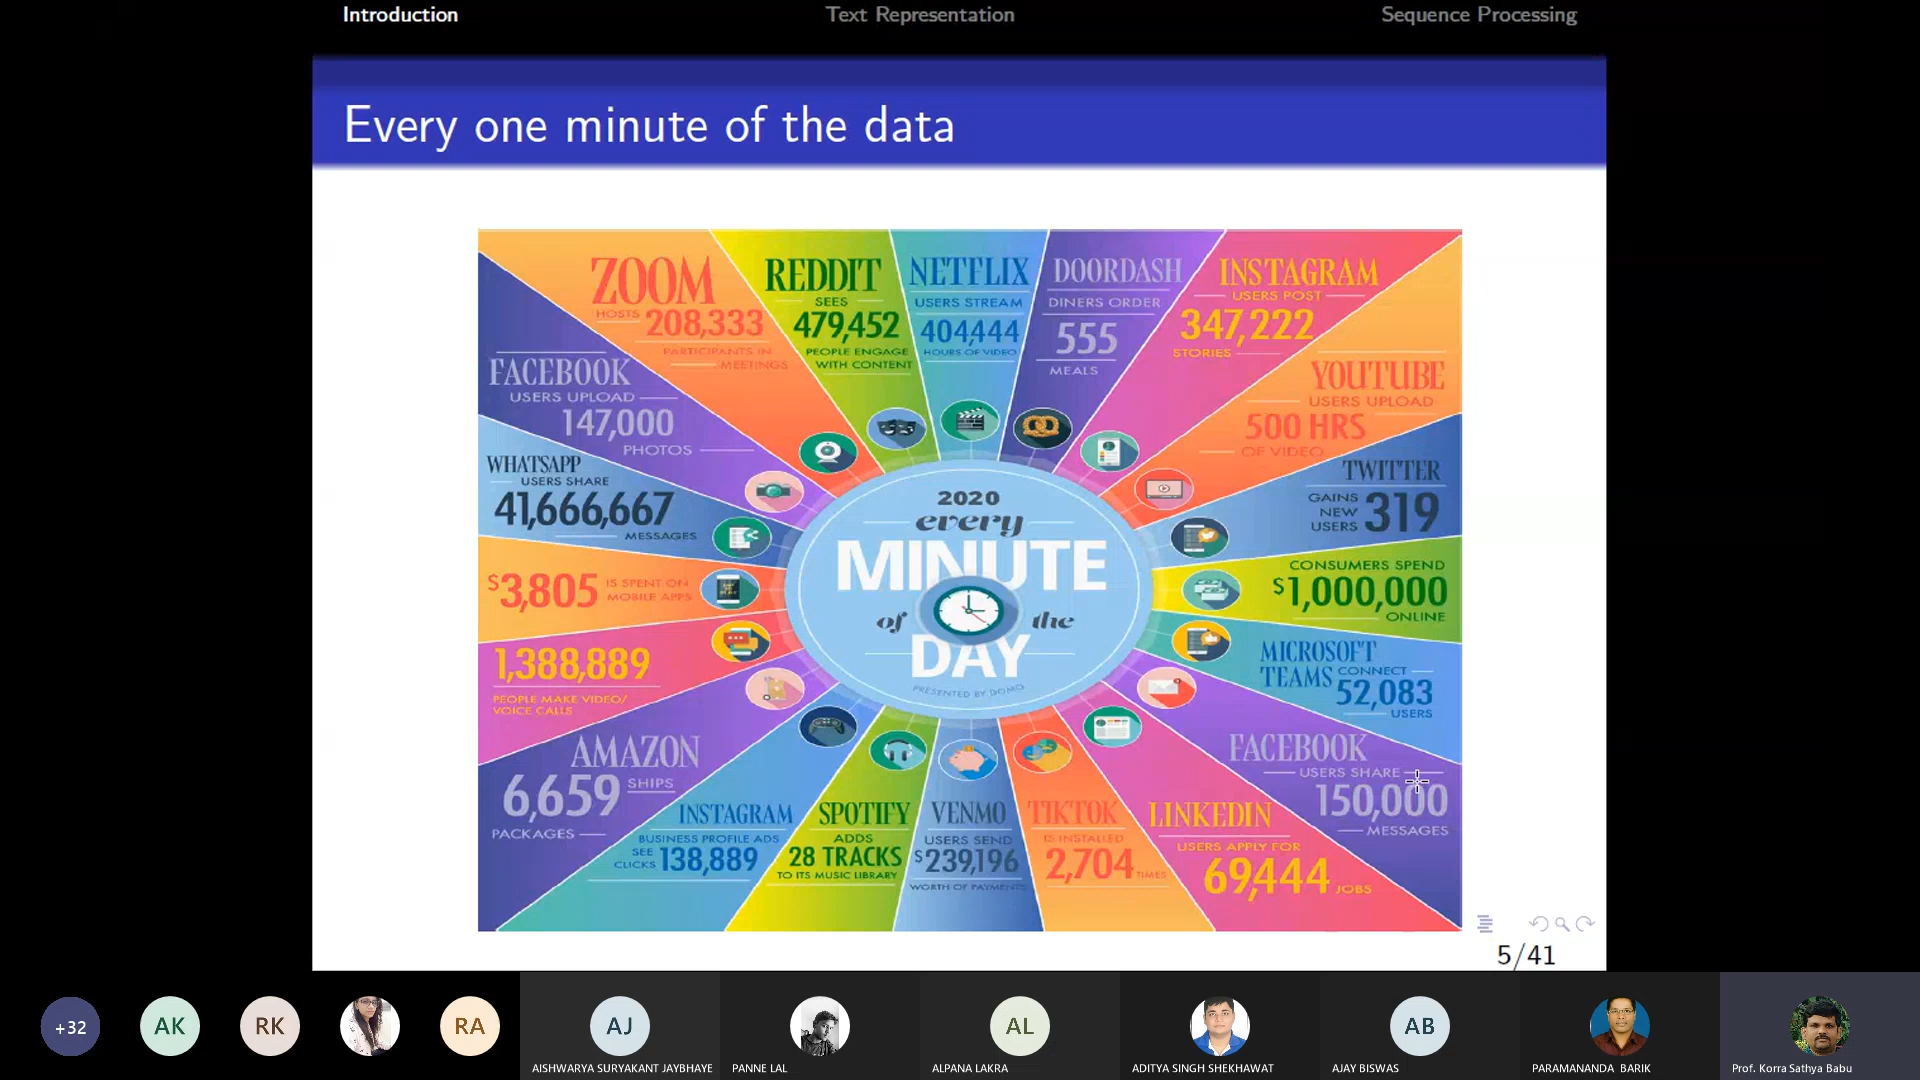 Introduction
Text Representation
Sequence Processing
Every one minute of the data
ZOOM
HOSTS 208,333
PARTICIPANTS IN
MEETINGS
REDDIT
SEES
479,452
PEOPLE ENGAGE
WITH CONTENT
NETFLIX
USERS STREAM
404,444
HOURS OF VIDEO
DOORDASH
DINERS ORDER
555
MEALS
INSTAGRAM
USERS POST
347,222
STORIES
YOUTUBE
USERS UPLOAD
500 HRS
OF VIDEO
TWITTER
GAINS
NEW
USERS 319
CONSUMERS SPEND
$1,000,000
ONLINE
MICROSOFT
TEAMS CONNECT
52,083
USERS
FACEBOOK
USERS SHARE
150,000
MESSAGES
LINKEDIN
USERS APPLY FOR
69,444 JOBS
TIKTOK
IS INSTALLED
2,704 TIMES
VENMO
USERS SEND
$239,196
WORTH OF PAYMENTS
SPOTIFY
ADDS
28 TRACKS
TO ITS MUSIC LIBRARY
INSTAGRAM
BUSINESS PROFILE ADS
SEE
CLICKS 138,889
AMAZON
SHIPS
6,659
PACKAGES
1,388,889
PEOPLE MAKE VIDEO/
VOICE CALLS
$3,805 IS SPENT ON
MOBILE APPS
WHATSAPP
USERS SHARE
41,666,667
MESSAGES
FACEBOOK
USERS UPLOAD
147,000
PHOTOS
2020
every
MINUTE
of the
DAY
PRESENTED BY DOMO
5/41
+32
AK
RK
RA
AJ
AISHWARYA SURYAKANT JAYBHAYE
PANNE LAL
AL
ALPANA LAKRA
ADITYA SINGH SHEKHAWAT
AB
AJAY BISWAS
PARAMANANDA BARIK
Prof. Korra Sathya Babu